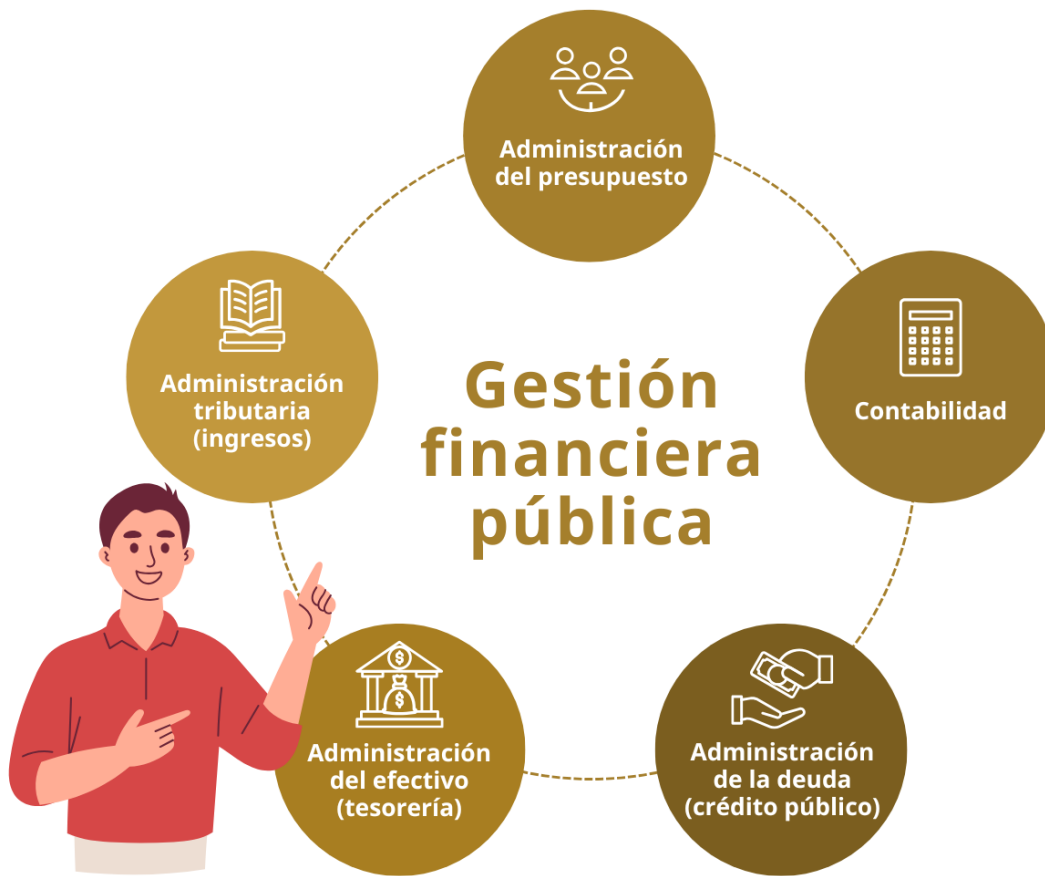 Administración
del presupuesto
Administración
tributaria
(ingresos)
Contabilidad
Gestión
financiera
pública
Administración
del efectivo
(tesorería)
Administración
de la deuda
(crédito público)